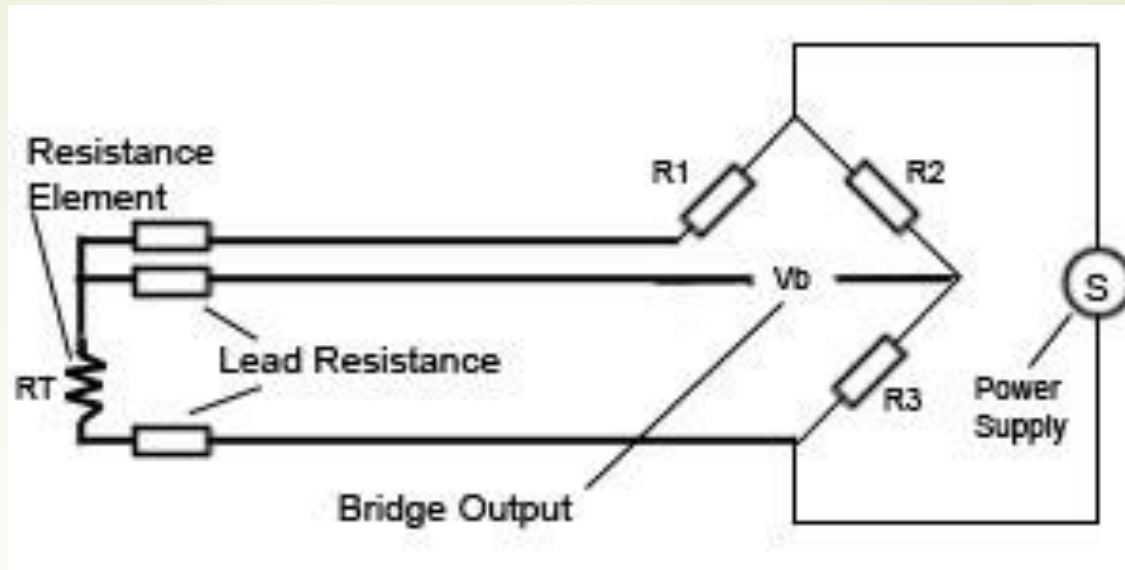 Resistance
Element
R1
R2
Vb
S
Lead Resistance
RT
R3
Power
Supply
Bridge Output